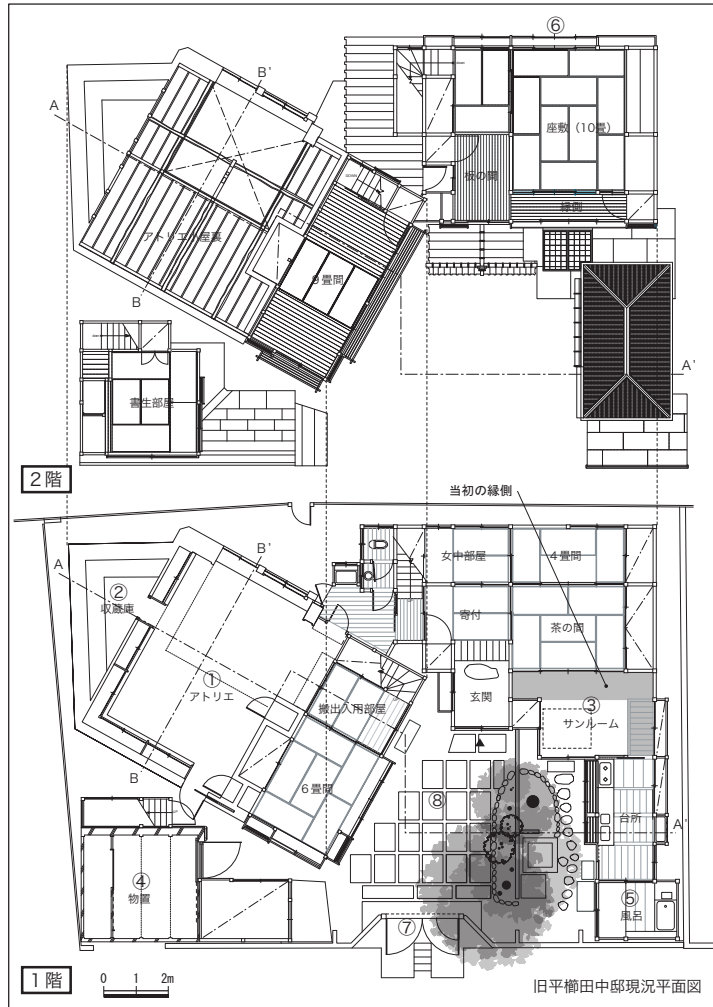 ⑥
B'
A
座敷（10畳）
板の間
縁側
DOWN
アトリエ小屋裏
9畳間
B
A'
書生部屋
2階
当初の縁側
B'
A
女中部屋
4畳間
②
収蔵庫
寄付
茶の間
①
アトリエ
玄関
③
サンルーム
搬出入用部屋
B
6畳間
⑧
台所
A'
④
物置
⑤
風呂
⑦
1階
0 1 2m
旧平櫛田中邸現況平面図